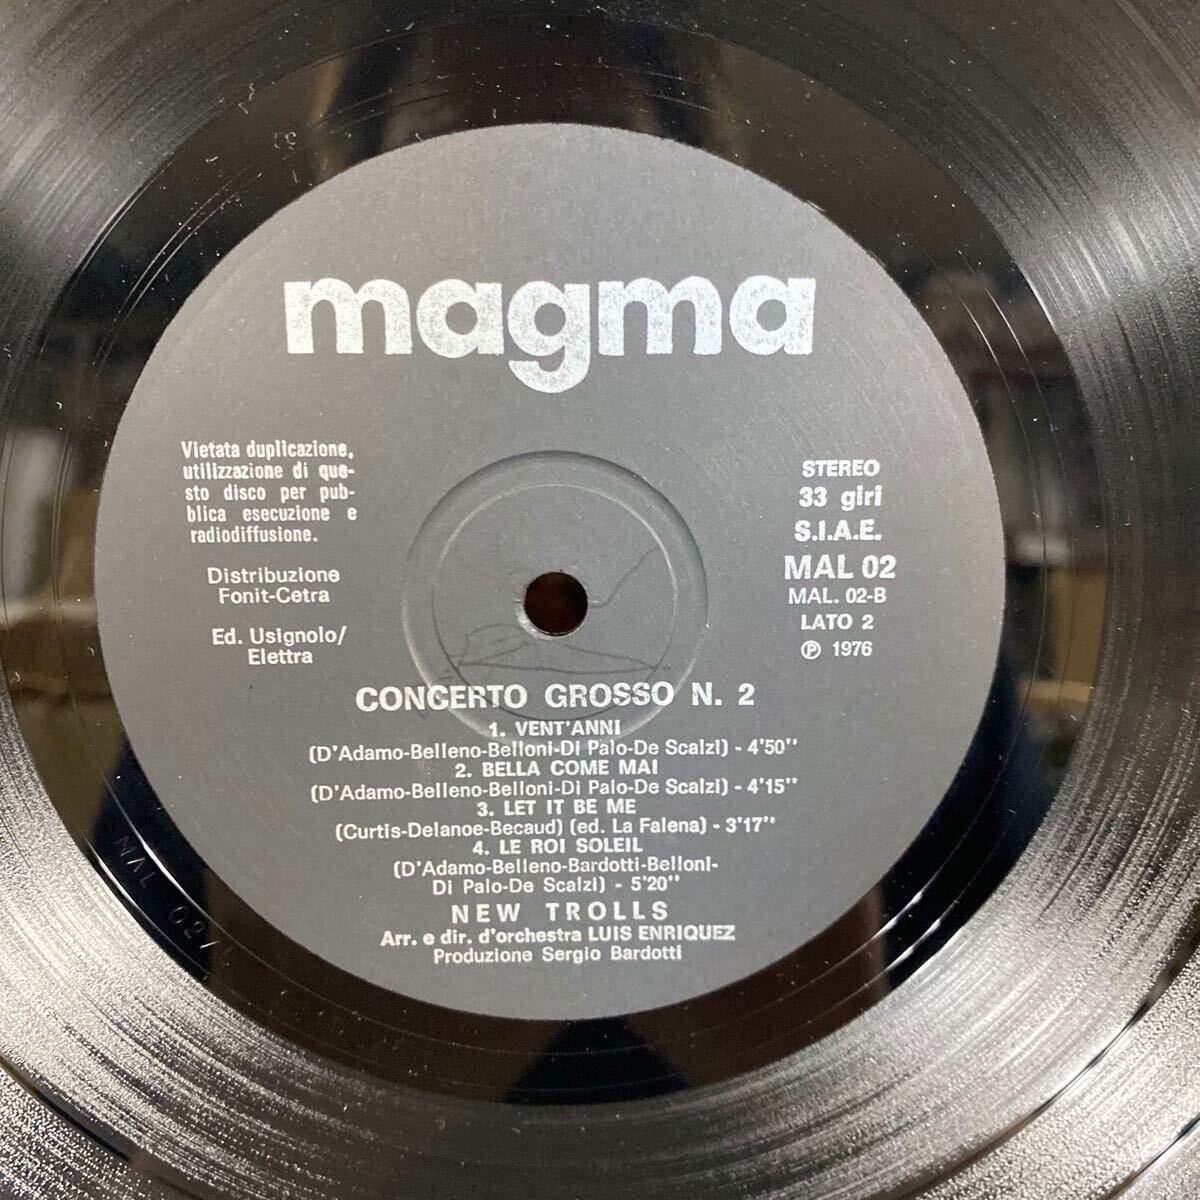 magma
Vietata duplicazione,
utilizzazione di que-
sto disco per pub-
blica esecuzione e
radiodiffusione.
Distribuzione
Fonit-Cetra
Ed. Usignolo/
Elettra
STEREO
33 giri
S.I.A.E.
MAL 02
MAL. 02-B
LATO 2
Ⓟ 1976
CONCERTO GROSSO N. 2
1. VENT'ANNI
(D'Adamo-Belleno-Belloni-Di Palo-De Scalzi) - 4'50"
2. BELLA COME MAI
(D'Adamo-Belleno-Belloni-Di Palo-De Scalzi) - 4'15"
3. LET IT BE ME
(Curtis-Delanoe-Becaud) (ed. La Falena) - 3'17"
4. LE ROI SOLEIL
(D'Adamo-Belleno-Bardotti-Belloni-
Di Palo-De Scalzi) - 5'20"
NEW TROLLS
Arr. e dir. d'orchestra LUIS ENRIQUEZ
Produzione Sergio Bardotti
MAL 02/